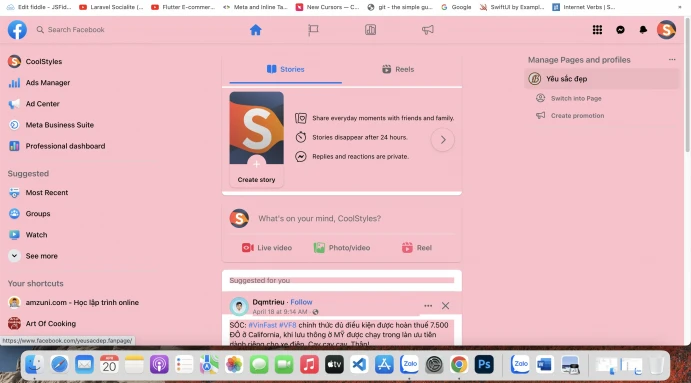 Edit fiddle - JSFid...
Laravel Socialite (...
Flutter E-commer...
<> Meta and Inline Ta...
New Cursors — C...
git - the simple gu...
Google
SwiftUI by Exampl...
Internet Verbs | S...
»
Search Facebook
CoolStyles
Ads Manager
Ad Center
Meta Business Suite
Professional dashboard
Suggested
Most Recent
Groups
Watch
See more
Your shortcuts
amzuni.com - Học lập trình online
Art Of Cooking
https://www.facebook.com/yeusacdep.fanpage/
Stories
Reels
Share everyday moments with friends and family.
Stories disappear after 24 hours.
Replies and reactions are private.
Create story
What's on your mind, CoolStyles?
Live video
Photo/video
Reel
Suggested for you
Dqmtrieu · Follow
April 18 at 9:14 AM ·
SỐC: #VinFast #VF8 chính thức đủ điều kiện được hoàn thuế 7.500
ĐÔ ở California, khi lưu thông ở MỸ được chạy trong làn ưu tiên
dành riêng cho xe điện. Cay cay cay. Thân!
Manage Pages and profiles
Yêu sắc đẹp
Switch into Page
Create promotion
APR
20
tv
Ps
Zalo
Zalo